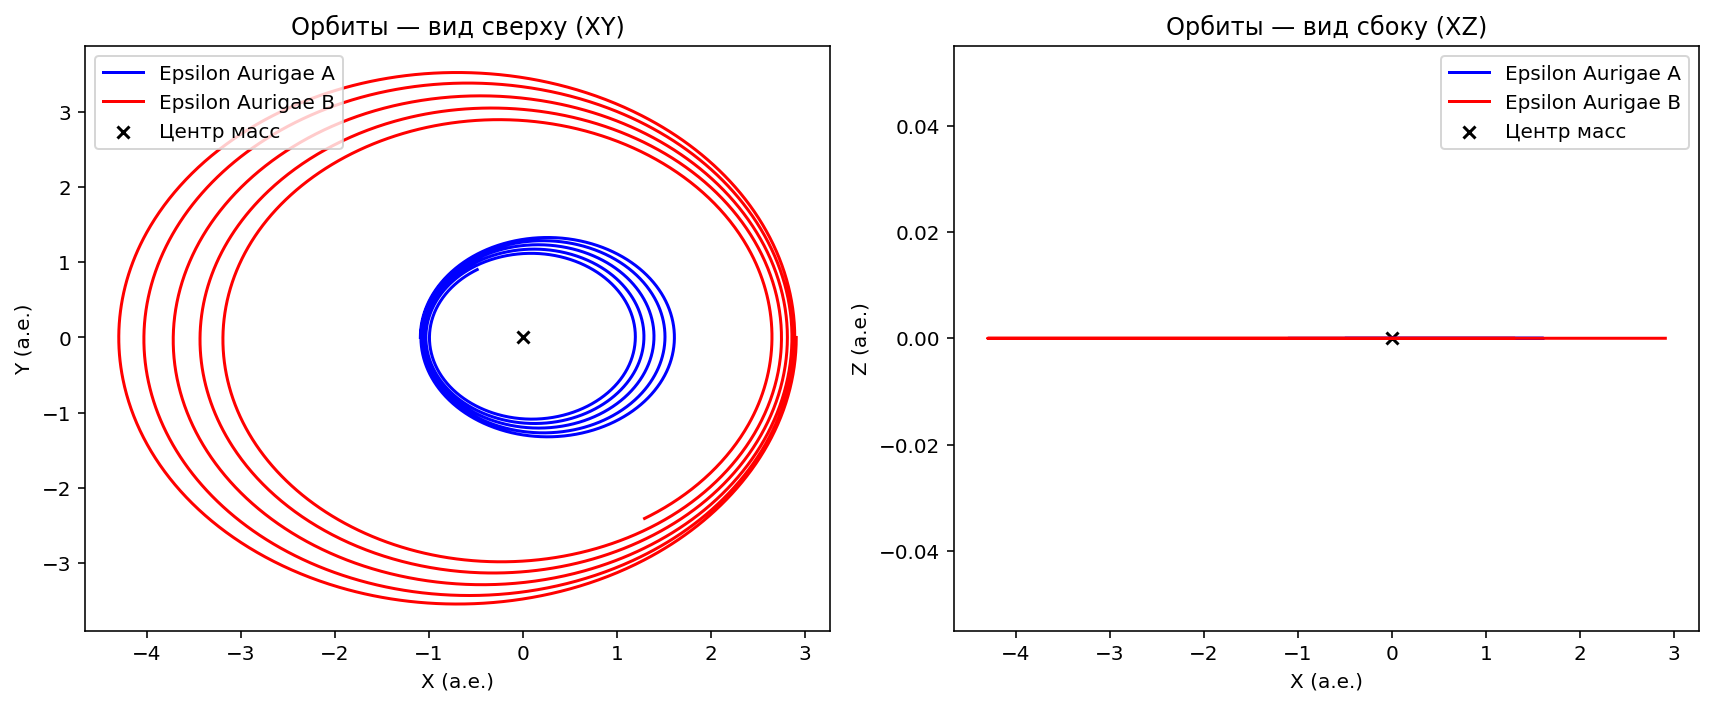 Орбиты — вид сверху (XY)
Epsilon Aurigae A
Epsilon Aurigae B
Центр масс
3
2
1
0
−1
−2
−3
Y (а.е.)
−4 −3 −2 −1 0 1 2 3
X (а.е.)
Орбиты — вид сбоку (XZ)
Epsilon Aurigae A
Epsilon Aurigae B
Центр масс
0.04
0.02
0.00
−0.02
−0.04
Z (а.е.)
−4 −3 −2 −1 0 1 2 3
X (а.е.)